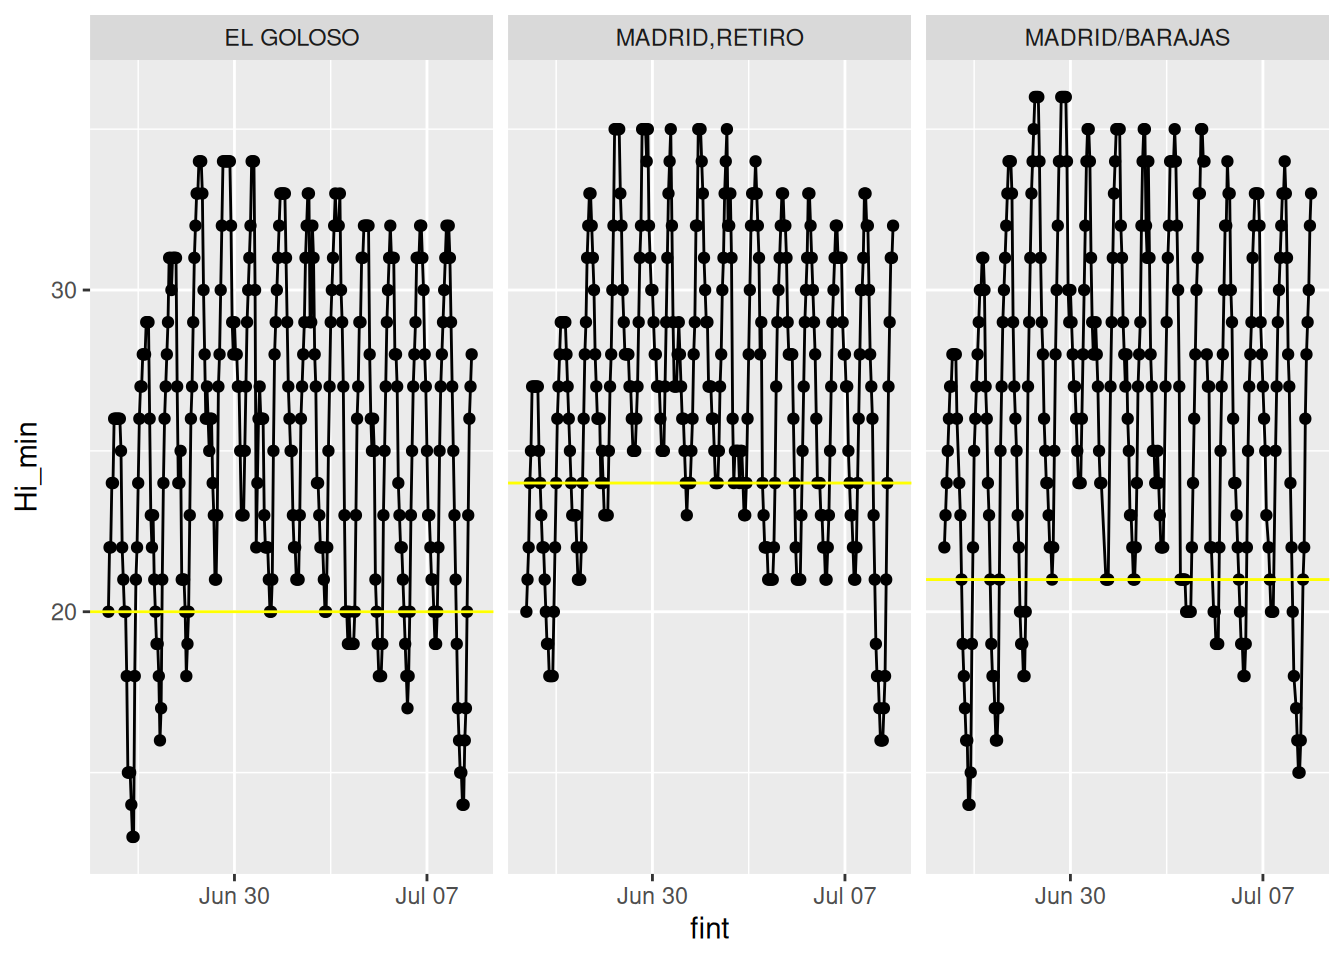 EL GOLOSO
MADRID,RETIRO
MADRID/BARAJAS
Hi_min
30
20
Jun 30
Jul 07
Jun 30
Jul 07
Jun 30
Jul 07
fint